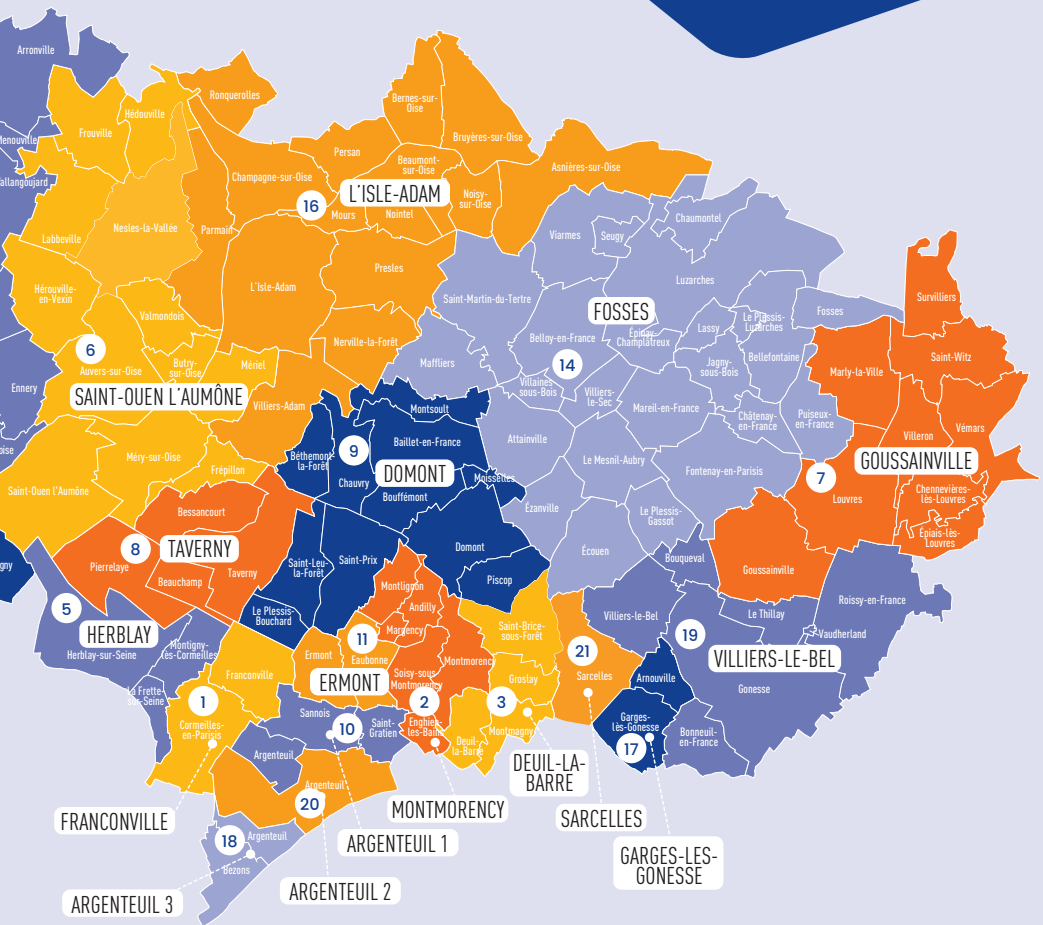 Arronville
Menouville
Vallangoujard
Ennery
Frouville
Hédouville
Labbeville
Nesles-la-Vallée
Hérouville-
en-Vexin
Valmondois
6
Auvers-sur-Oise
Butry-
sur-Oise
Mériel
SAINT-OUEN L'AUMÔNE
Villiers-Adam
Méry-sur-Oise
Frépillon
Saint-Ouen l'Aumône
Ronquerolles
Bernes-sur-
Oise
Bruyères-sur-Oise
Persan
Beaumont-
sur-Oise
Champagne-sur-Oise
Asnières-sur-Oise
16
L'ISLE-ADAM
Noisy-
sur-Oise
Mours
Nointel
Parmain
Presles
L'Isle-Adam
Nerville-la-Forêt
Viarmes
Seugy
Chaumontel
Luzarches
Saint-Martin-du-Tertre
FOSSES
Fosses
Belloy-en-France
Épinay-
Champlâtreux
Lassy
Le Plessis-
Luzarches
14
Maffliers
Jagny-
sous-Bois
Bellefontaine
Villaines
sous-Bois
Villiers-
le-Sec
Mareil-en-France
Châtenay-
en-France
Puiseux-
en-France
Attainville
Le Mesnil-Aubry
Fontenay-en-Parisis
Ézanville
Le Plessis-
Gassot
Écouen
Bouqueval
Survilliers
Saint-Witz
Marly-la-Ville
Villeron
Vémars
GOUSSAINVILLE
7
Louvres
Chennevières-
lès-Louvres
Épiais-lès-
Louvres
Goussainville
Montsoult
9
Baillet-en-France
Béthemont-
la-Forêt
Chauvry
DOMONT
Moisselles
Bouffémont
Domont
Saint-Prix
Saint-Leu-
la-Forêt
Piscop
Le Plessis-
Bouchard
Bessancourt
8
TAVERNY
Pierrelaye
Beauchamp
Taverny
5
HERBLAY
Herblay-sur-Seine
Montigny-
lès-Cormeilles
La Frette-
sur-Seine
Franconville
1
Cormeilles-
en-Parisis
Montlignon
Andilly
Margency
11
Ermont
Eaubonne
ERMONT
Soisy-sous
Montmorency
Montmorency
2
Enghien-
les-Bains
Saint-Brice-
sous-Forêt
Groslay
3
Montmagny
Deuil-
la-Barre
Sannois
10
Saint-
Gratien
Argenteuil
Argenteuil
20
18
Argenteuil
Bezons
21
Sarcelles
Villiers-le-Bel
Arnouville
Garges-
lès-Gonesse
17
Roissy-en-France
Le Thillay
Vaudherland
19
VILLIERS-LE-BEL
Gonesse
Bonneuil-
en-France
FRANCONVILLE
MONTMORENCY
DEUIL-LA-
BARRE
SARCELLES
ARGENTEUIL 1
GARGES-LES-
GONESSE
ARGENTEUIL 2
ARGENTEUIL 3